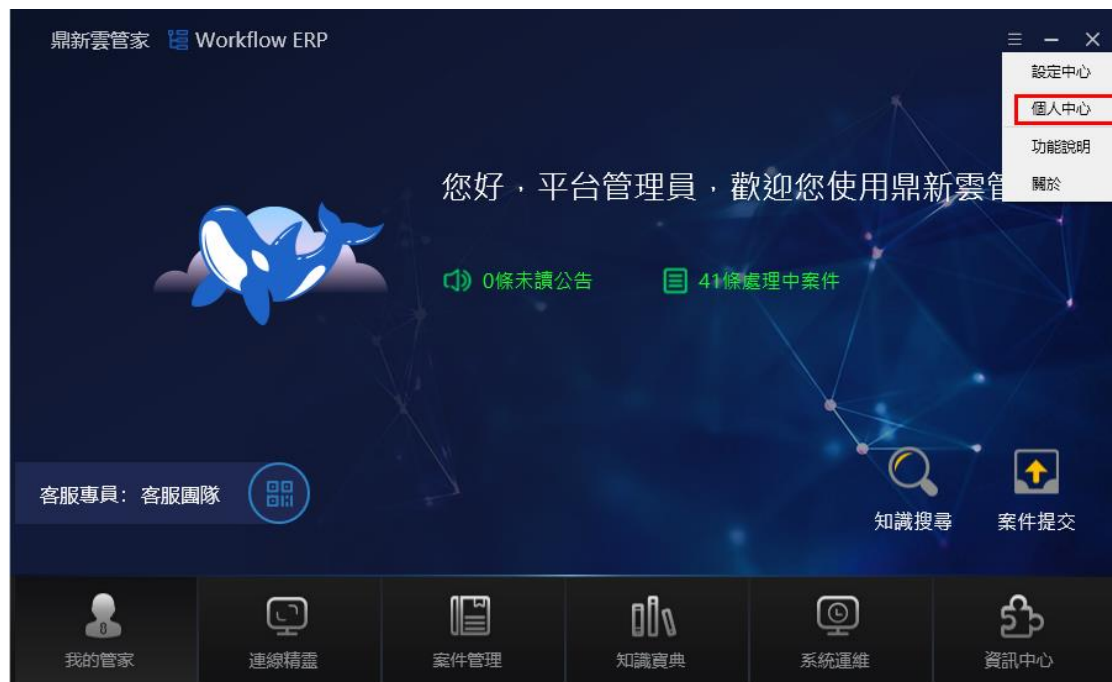 鼎新雲管家 Workflow ERP
設定中心
個人中心
功能說明
關於
您好，平台管理員，歡迎您使用鼎新雲管
0條未讀公告 41條處理中案件
客服專員：客服團隊
知識搜尋 案件提交
我的管家 連線精靈 案件管理 知識寶典 系統運維 資訊中心